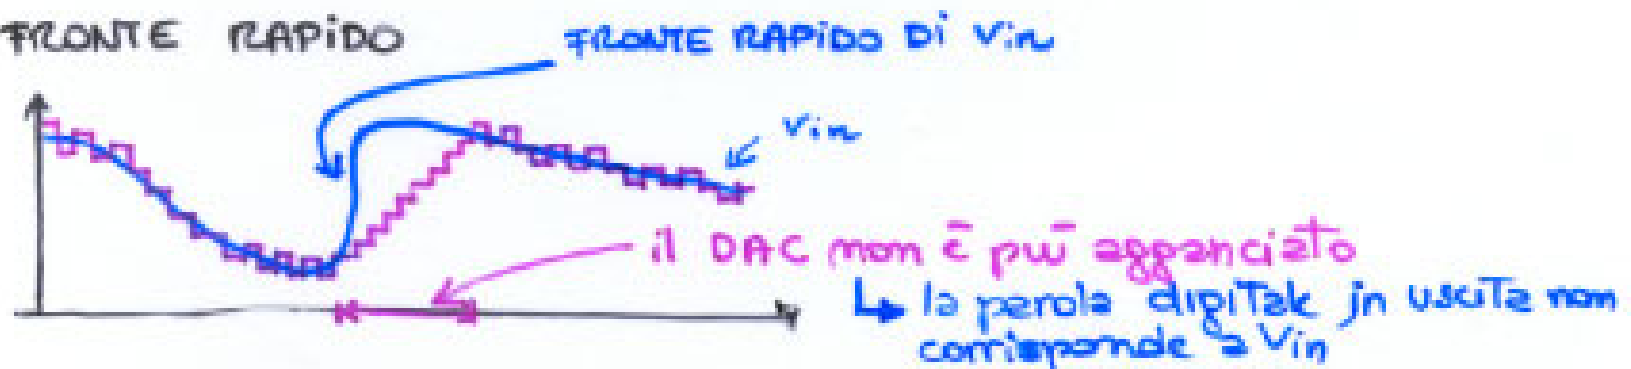 FRONTE RAPiDO
FRONTE RAPiDO Di Vin
Vin
il DAC non è più agganciato
↳ la parola digitale in uscita non
corrisponde a Vin